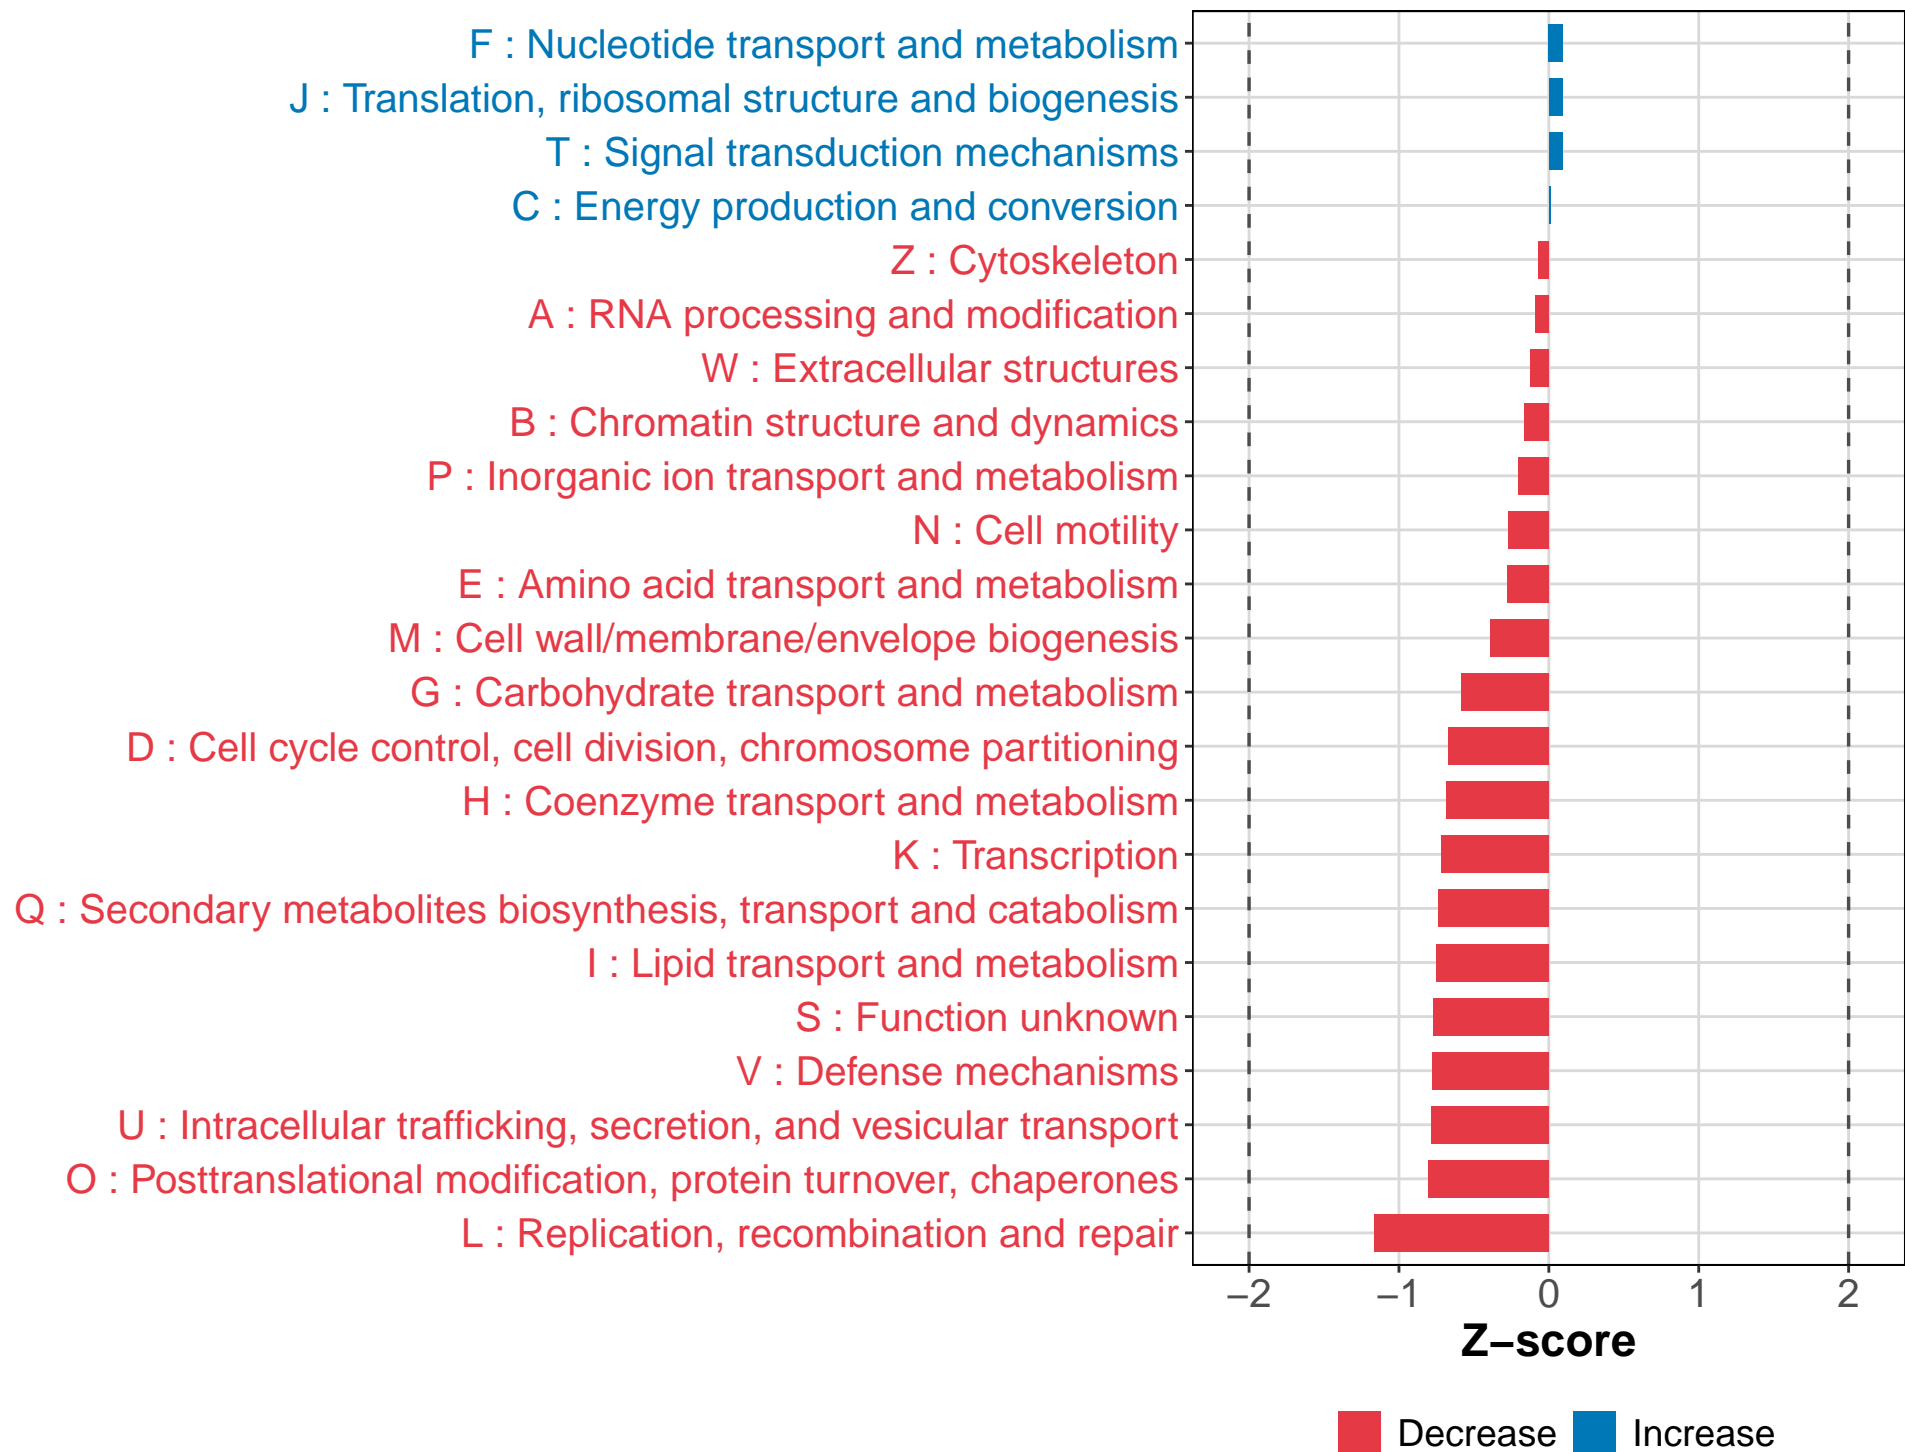 F : Nucleotide transport and metabolism
J : Translation, ribosomal structure and biogenesis
T : Signal transduction mechanisms
C : Energy production and conversion
Z : Cytoskeleton
A : RNA processing and modification
W : Extracellular structures
B : Chromatin structure and dynamics
P : Inorganic ion transport and metabolism
N : Cell motility
E : Amino acid transport and metabolism
M : Cell wall/membrane/envelope biogenesis
G : Carbohydrate transport and metabolism
D : Cell cycle control, cell division, chromosome partitioning
H : Coenzyme transport and metabolism
K : Transcription
Q : Secondary metabolites biosynthesis, transport and catabolism
I : Lipid transport and metabolism
S : Function unknown
V : Defense mechanisms
U : Intracellular trafficking, secretion, and vesicular transport
O : Posttranslational modification, protein turnover, chaperones
L : Replication, recombination and repair
−2 −1 0 1 2
Z−score
Decrease Increase